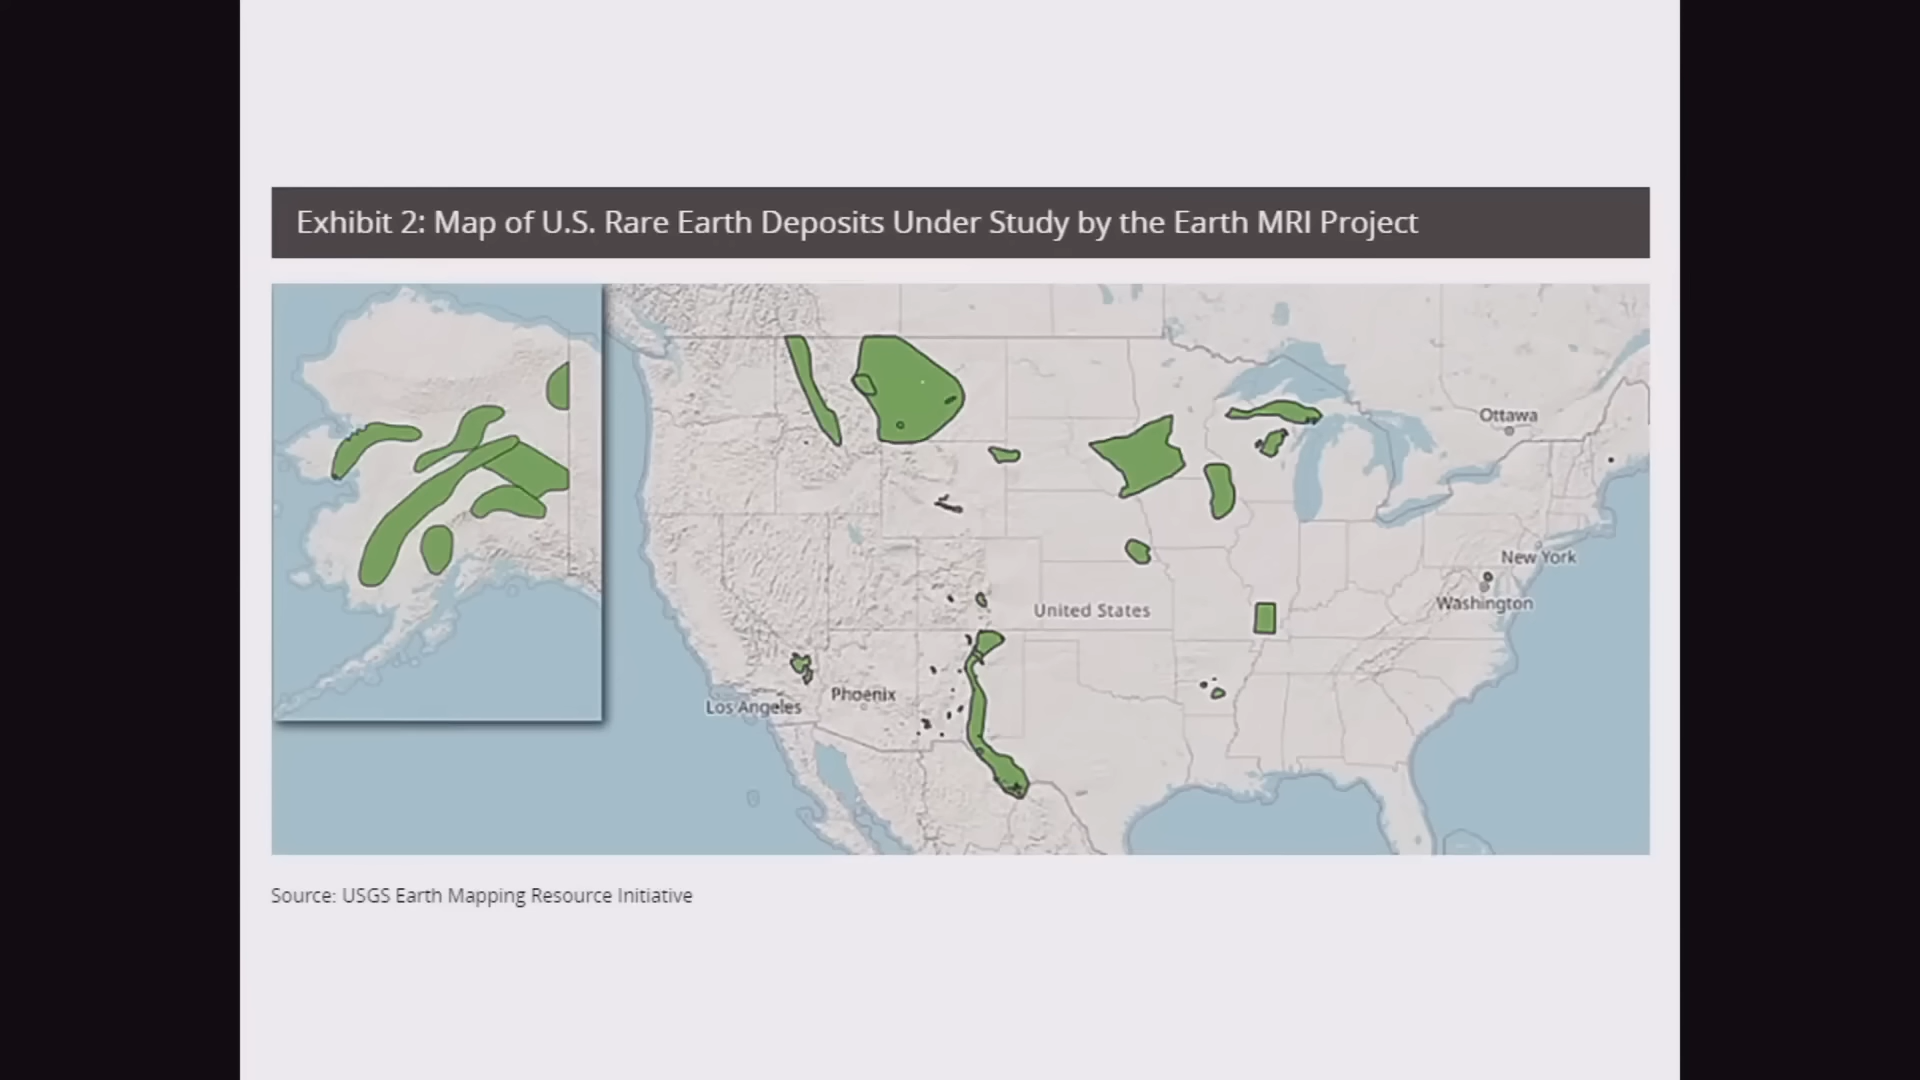 Exhibit 2: Map of U.S. Rare Earth Deposits Under Study by the Earth MRI Project
Ottawa
New York
Washington
United States
Phoenix
Los Angeles
Source: USGS Earth Mapping Resource Initiative